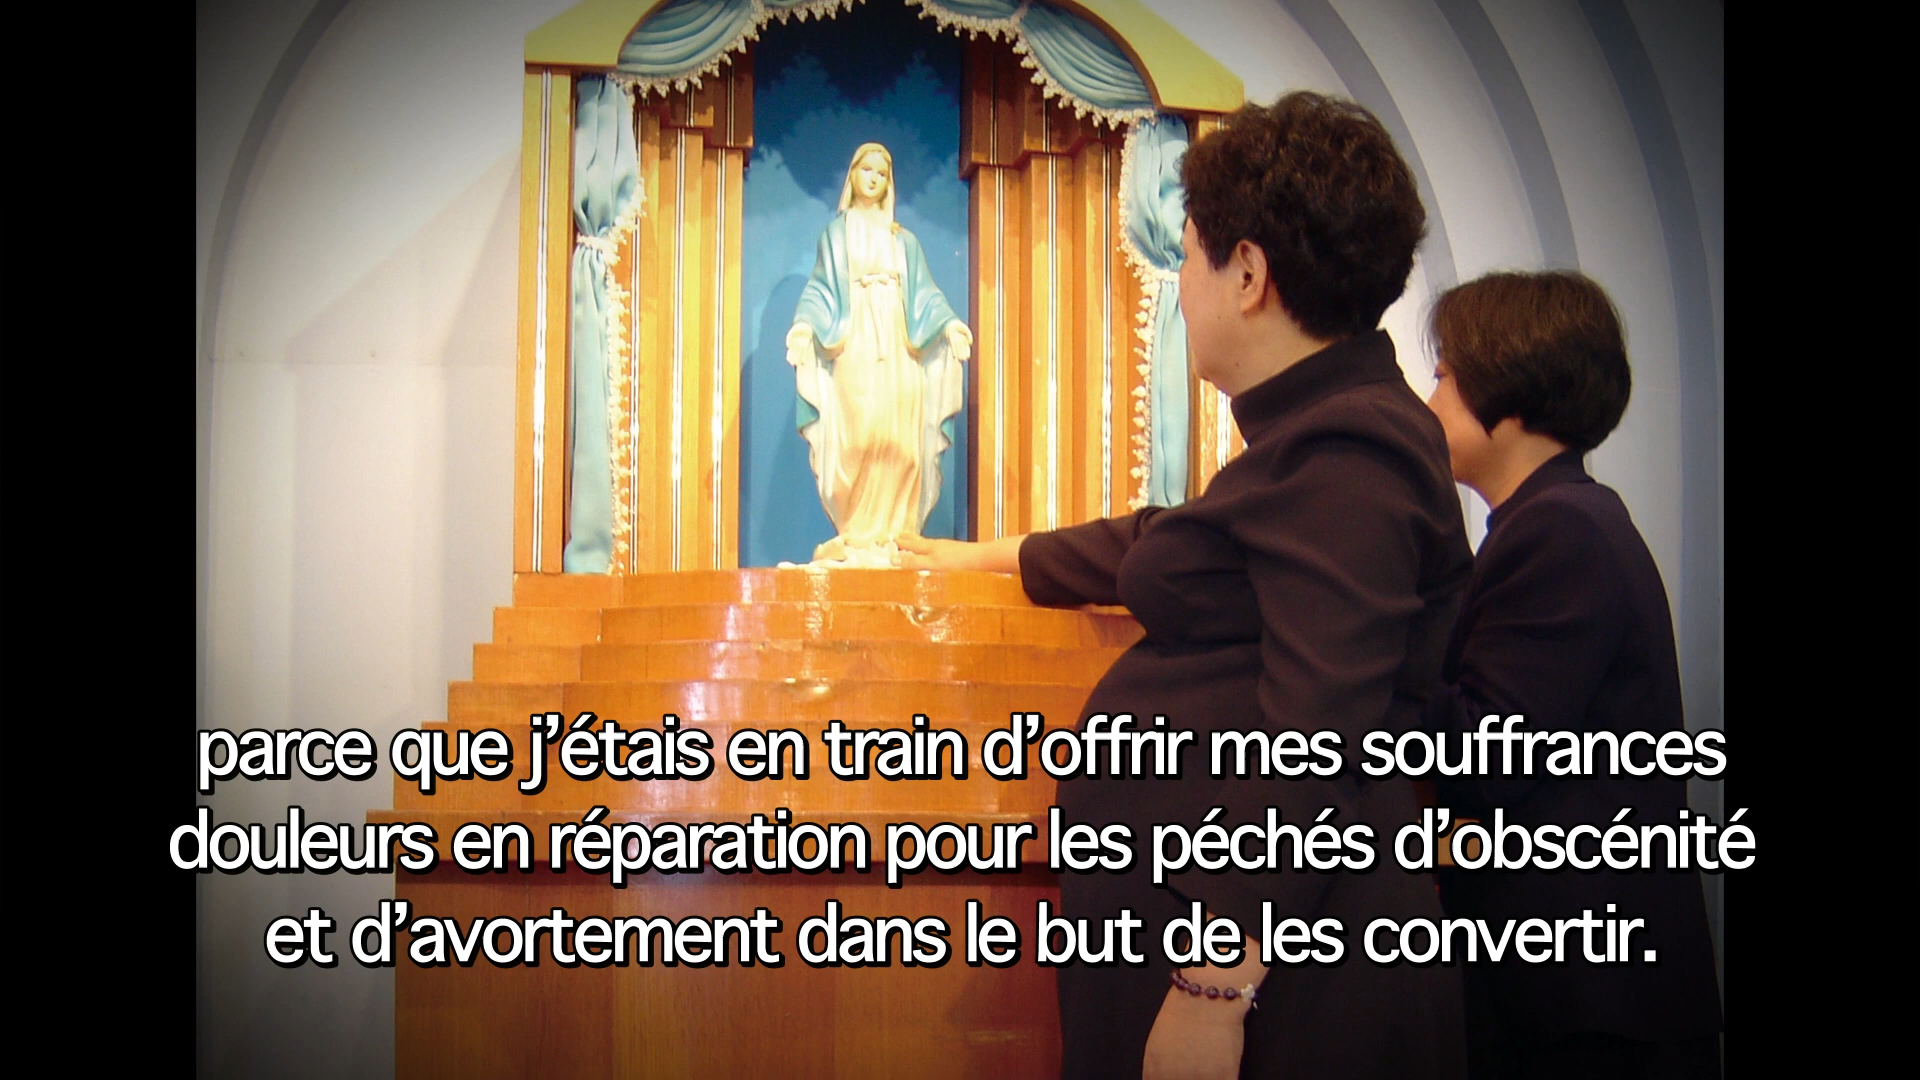 parce que j’étais en train d’offrir mes souffrances
douleurs en réparation pour les péchés d’obscénité
et d’avortement dans le but de les convertir.